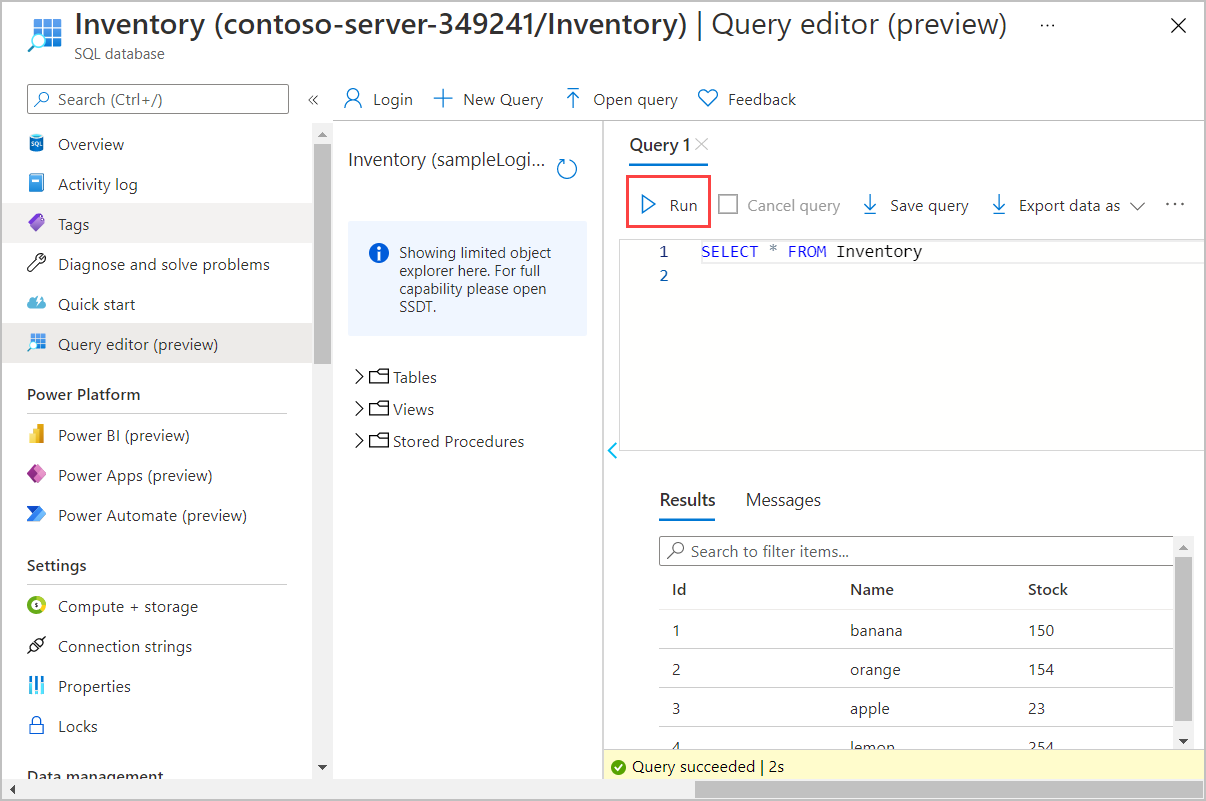 Inventory (contoso-server-349241/Inventory) | Query editor (preview) ...
SQL database
Search (Ctrl+/)
«
Login
New Query
Open query
Feedback
SQL
Overview
Activity log
Tags
Diagnose and solve problems
Quick start
Query editor (preview)
Power Platform
Power BI (preview)
Power Apps (preview)
Power Automate (preview)
Settings
Compute + storage
Connection strings
Properties
Locks
Data management
Inventory (sampleLogi...
Showing limited object
explorer here. For full
capability please open
SSDT.
Tables
Views
Stored Procedures
Query 1
Run
Cancel query
Save query
Export data as
...
1 SELECT * FROM Inventory
2
Results Messages
Search to filter items...
Id Name Stock
1 banana 150
2 orange 154
3 apple 23
4 lemon 254
Query succeeded | 2s